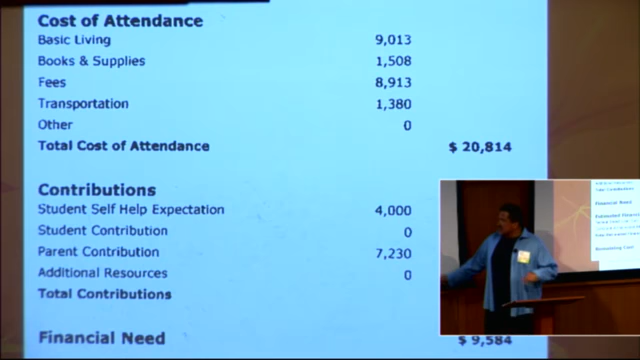 Cost of Attendance
Basic Living 9,013
Books & Supplies 1,508
Fees 8,913
Transportation 1,380
Other 0
Total Cost of Attendance $ 20,814
Contributions
Student Self Help Expectation 4,000
Student Contribution 0
Parent Contribution 7,230
Additional Resources 0
Total Contributions
Financial Need $ 9,584
Financial Need